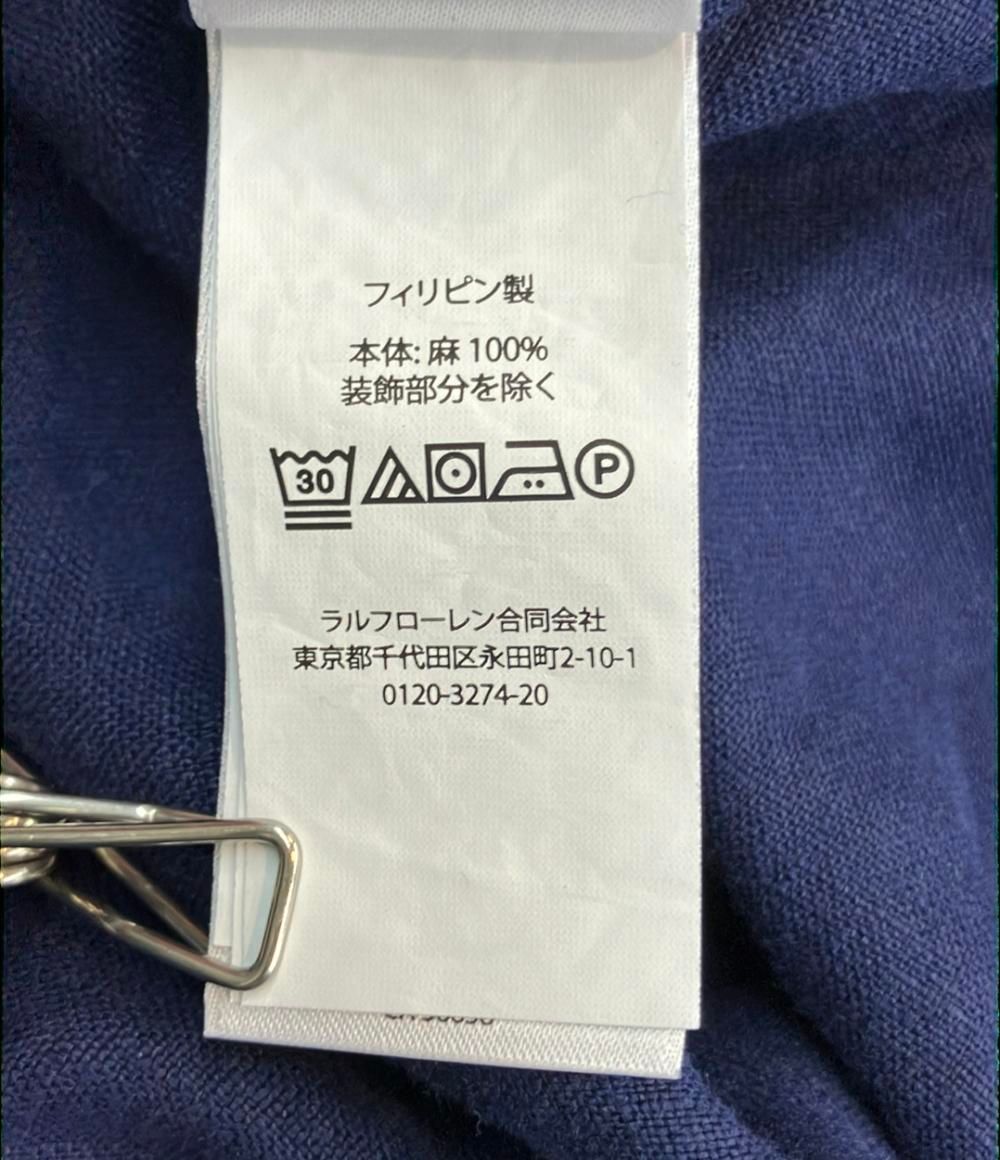 フィリピン製
本体: 麻 100%
装飾部分を除く
30
P
ラルフローレン合同会社
東京都千代田区永田町2-10-1
0120-3274-20